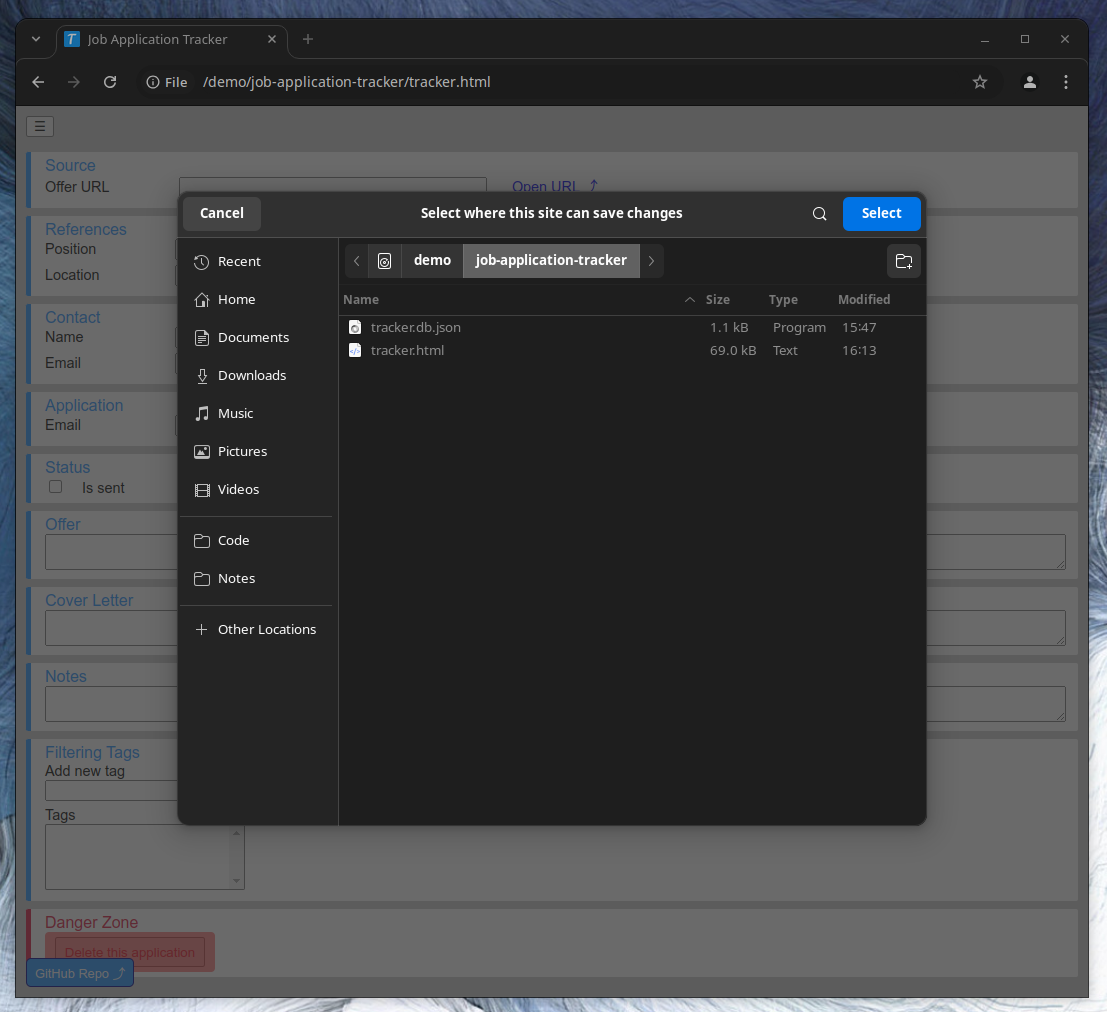 Job Application Tracker
File /demo/job-application-tracker/tracker.html
Source
Offer URL Open URL
References
Position
Location
Contact
Name
Email
Application
Email
Status
Is sent
Offer
Cover Letter
Notes
Filtering Tags
Add new tag
Tags
Danger Zone
Delete this application
GitHub Repo
Cancel Select where this site can save changes Select
Recent
Home
Documents
Downloads
Music
Pictures
Videos
Code
Notes
Other Locations
demo job-application-tracker
Name Size Type Modified
tracker.db.json 1.1 kB Program 15:47
tracker.html 69.0 kB Text 16:13